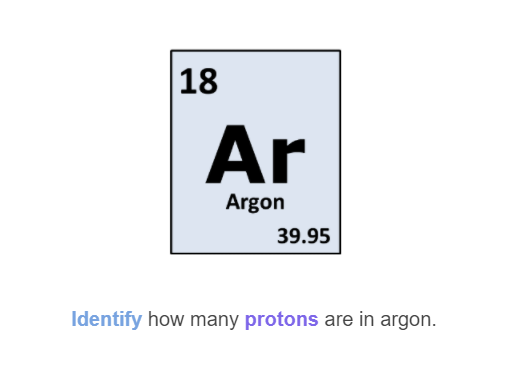 18
Ar
Argon
39.95
Identify how many protons are in argon.